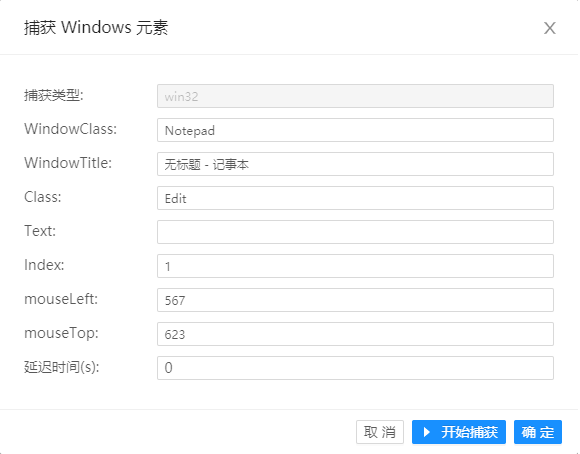 捕获 Windows 元素
X
捕获类型: win32
WindowClass: Notepad
WindowTitle: 无标题 - 记事本
Class: Edit
Text:
Index: 1
mouseLeft: 567
mouseTop: 623
延迟时间(s): 0
取 消 开始捕获 确 定